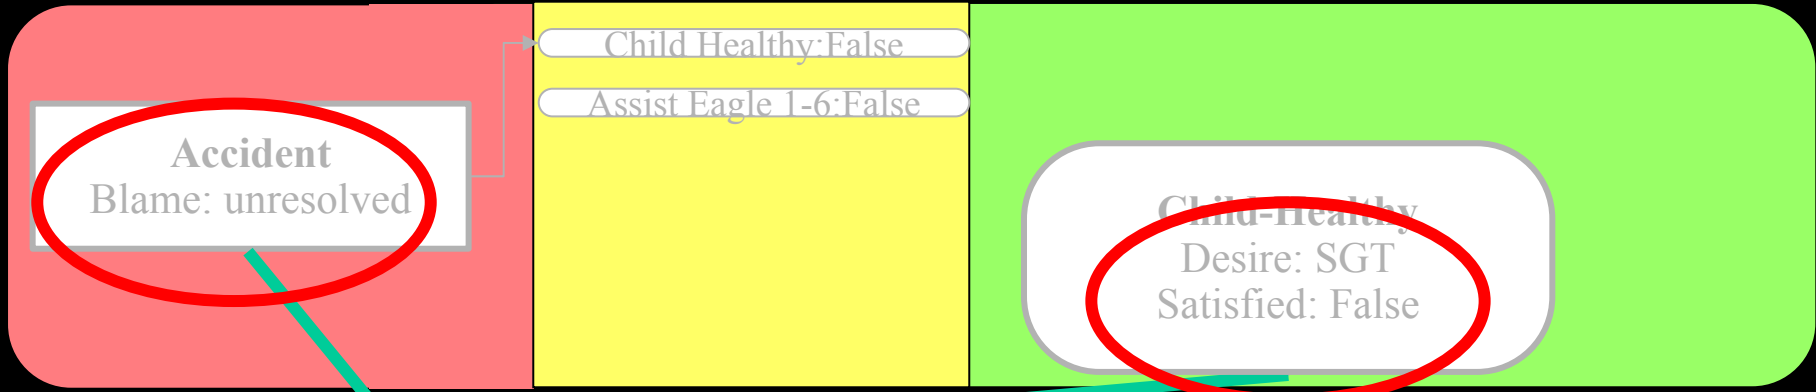 Accident
Blame: unresolved
Child Healthy:False
Assist Eagle 1-6:False
Child-Healthy
Desire: SGT
Satisfied: False